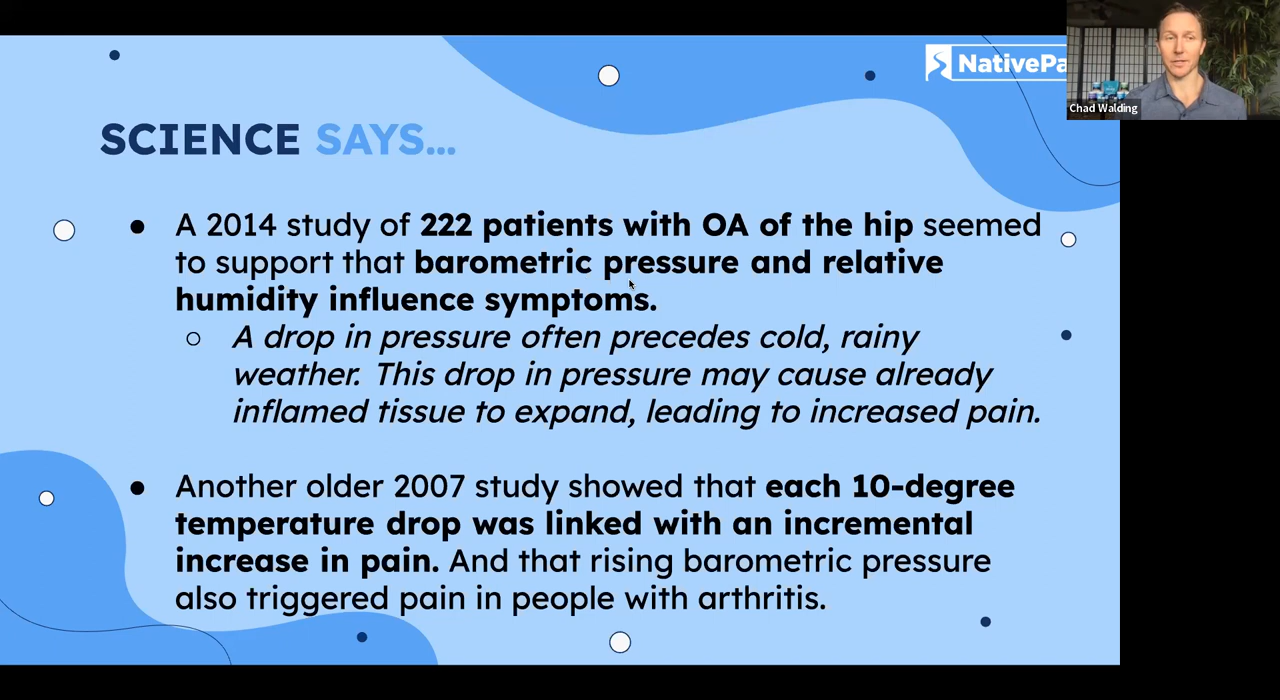 NativePa
Chad Walding
SCIENCE SAYS...
● A 2014 study of 222 patients with OA of the hip seemed
to support that barometric pressure and relative
humidity influence symptoms.
○ A drop in pressure often precedes cold, rainy
weather. This drop in pressure may cause already
inflamed tissue to expand, leading to increased pain.
● Another older 2007 study showed that each 10-degree
temperature drop was linked with an incremental
increase in pain. And that rising barometric pressure
also triggered pain in people with arthritis.